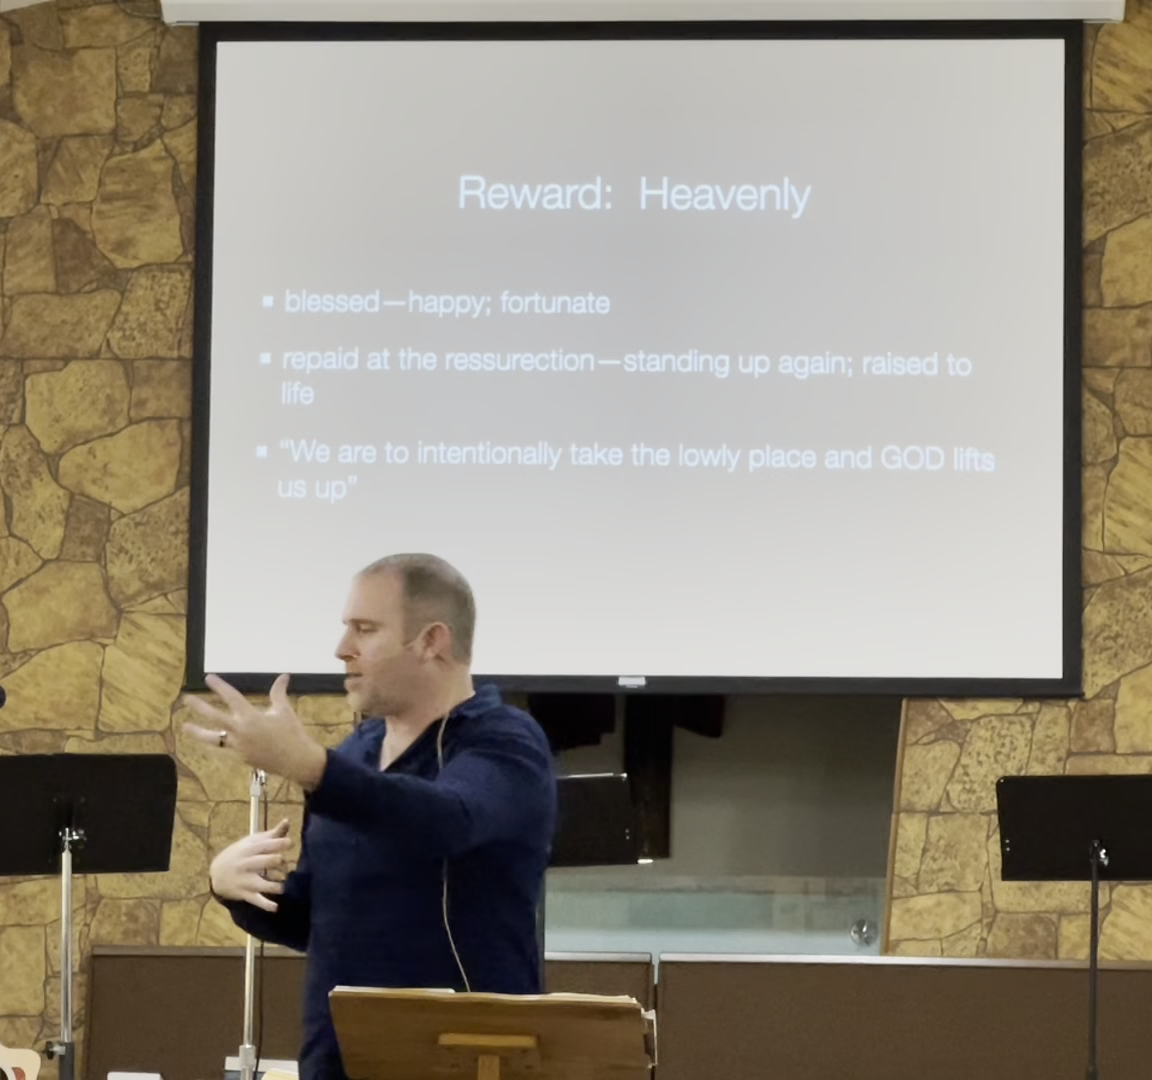 Reward: Heavenly
▪ blessed—happy; fortunate
▪ repaid at the ressurection—standing up again; raised to
life
▪ “We are to intentionally take the lowly place and GOD lifts
us up”